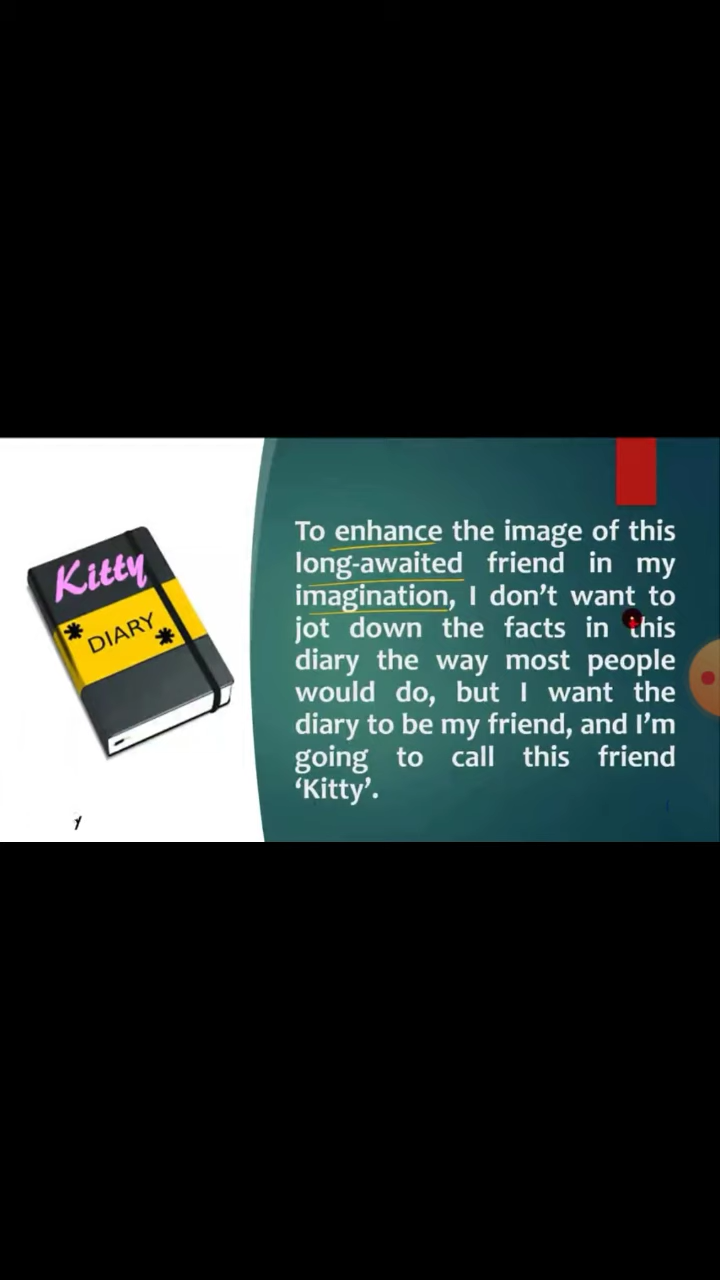 Kitty
DIARY
To enhance the image of this
long-awaited friend in my
imagination, I don't want to
jot down the facts in this
diary the way most people
would do, but I want the
diary to be my friend, and I'm
going to call this friend
‘Kitty’.